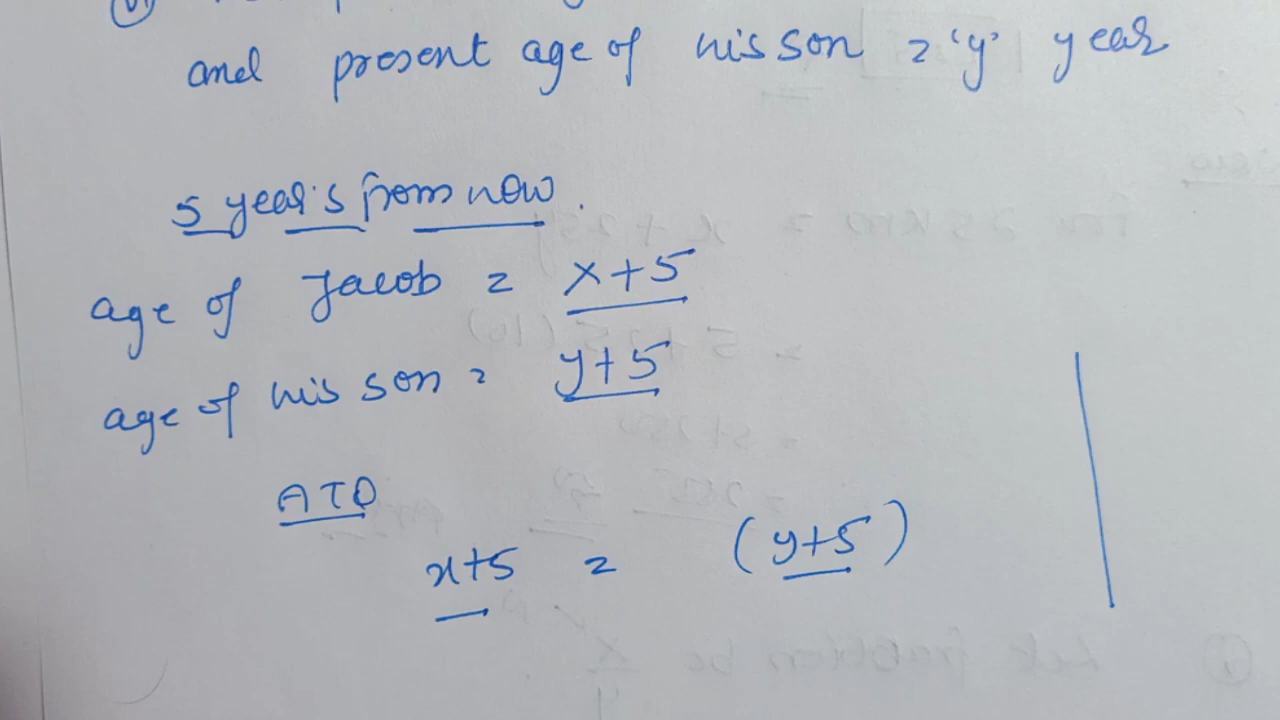 and present age of his son = 'y' year
5 year's from now.
age of Jacob = x+5
age of his son = y+5
ATQ
x+5 = (y+5)